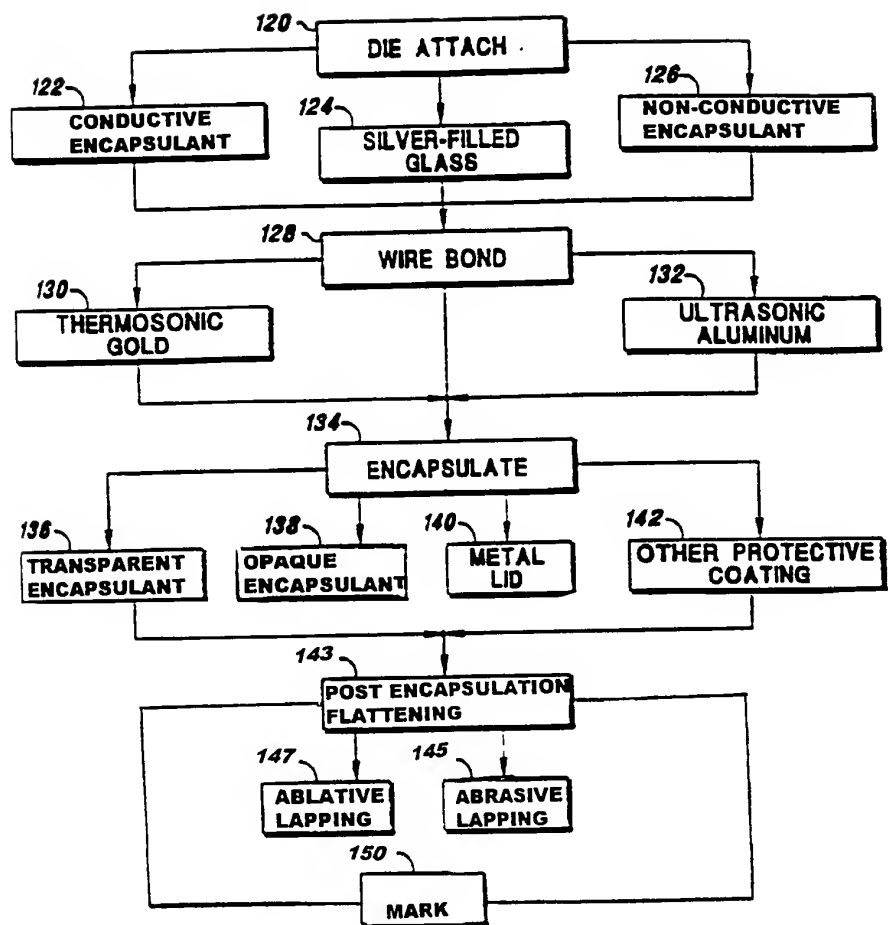 120
DIE ATTACH
122
CONDUCTIVE
ENCAPSULANT
124
SILVER-FILLED
GLASS
126
NON-CONDUCTIVE
ENCAPSULANT
128
WIRE BOND
130
THERMOSONIC
GOLD
132
ULTRASONIC
ALUMINUM
134
ENCAPSULATE
136
TRANSPARENT
ENCAPSULANT
138
OPAQUE
ENCAPSULANT
140
METAL
LID
142
OTHER PROTECTIVE
COATING
143
POST ENCAPSULATION
FLATTENING
147
ABLATIVE
LAPPING
145
ABRASIVE
LAPPING
150
MARK